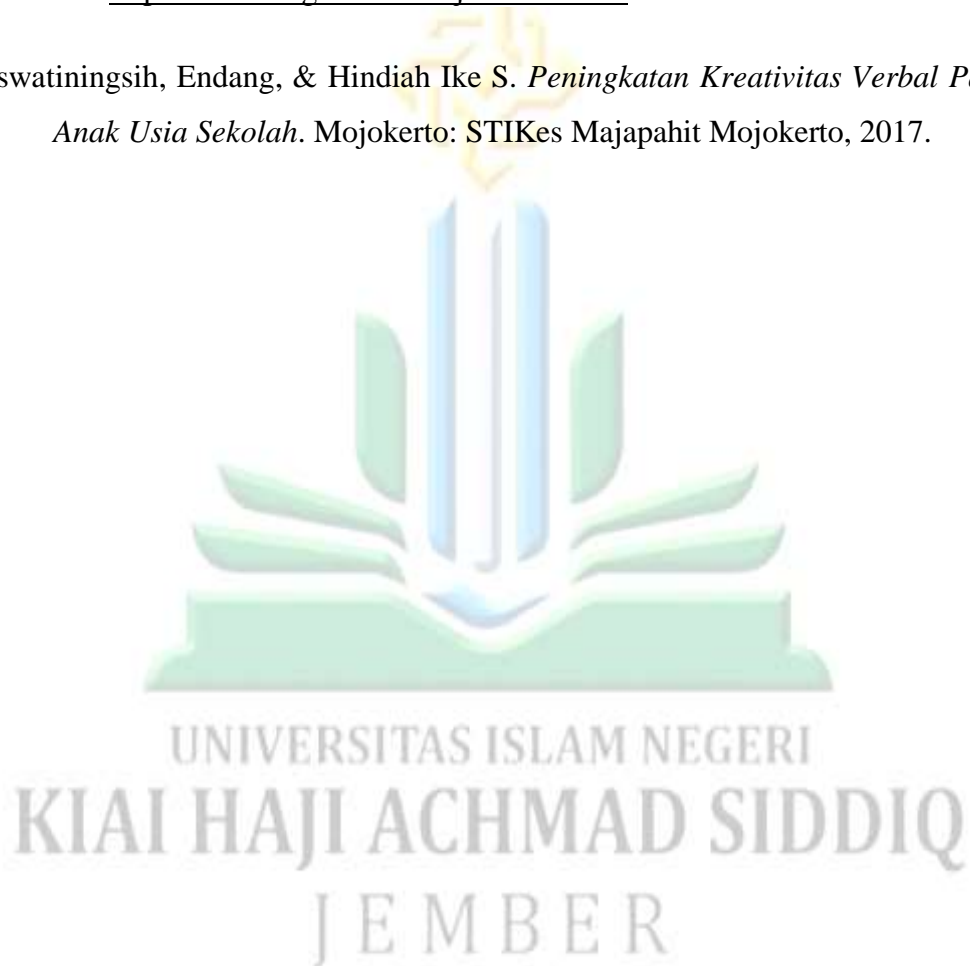 swatiningsih, Endang, & Hindiah Ike S. Peningkatan Kreativitas Verbal
Anak Usia Sekolah. Mojokerto: STIKes Majapahit Mojokerto, 2017.
UNIVERSITAS ISLAM NEGERI
KIAI HAJI ACHMAD SIDDIQ
JEMBER